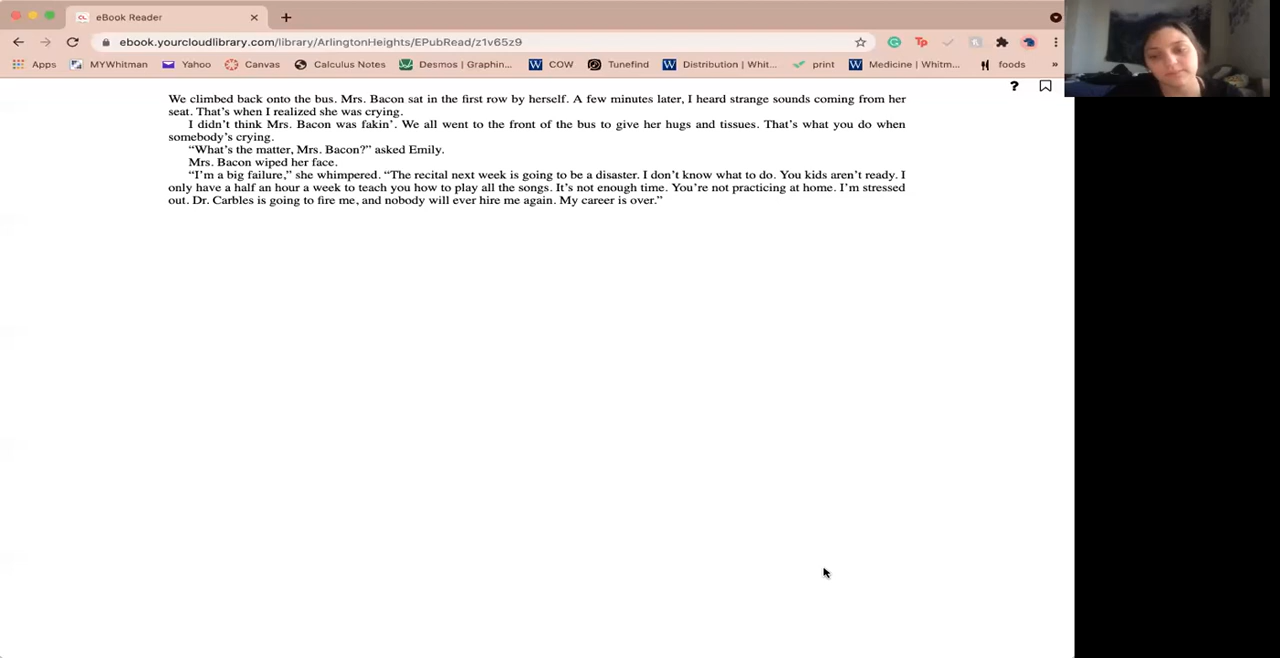 eBook Reader
ebook.yourcloudlibrary.com/library/ArlingtonHeights/EPubRead/z1v65z9
Tp
Apps MYWhitman Yahoo Canvas Calculus Notes Desmos | Graphin... W COW Tunefind W Distribution | Whit... print W Medicine | Whitm... foods »
?
We climbed back onto the bus. Mrs. Bacon sat in the first row by herself. A few minutes later, I heard strange sounds coming from her
seat. That’s when I realized she was crying.
I didn’t think Mrs. Bacon was fakin’. We all went to the front of the bus to give her hugs and tissues. That’s what you do when
somebody’s crying.
“What’s the matter, Mrs. Bacon?” asked Emily.
Mrs. Bacon wiped her face.
“I’m a big failure,” she whimpered. “The recital next week is going to be a disaster. I don’t know what to do. You kids aren’t ready. I
only have a half an hour a week to teach you how to play all the songs. It’s not enough time. You’re not practicing at home. I’m stressed
out. Dr. Carbles is going to fire me, and nobody will ever hire me again. My career is over.”